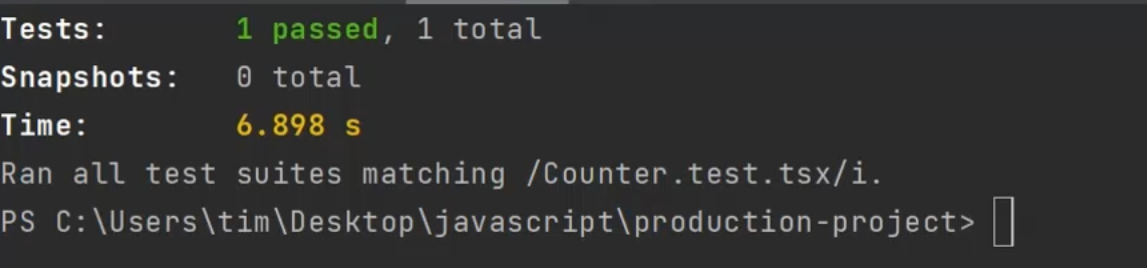 Tests:       1 passed, 1 total
Snapshots:   0 total
Time:        6.898 s
Ran all test suites matching /Counter.test.tsx/i.
PS C:\Users\tim\Desktop\javascript\production-project>